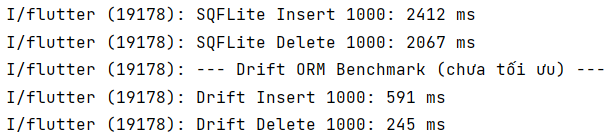 I/flutter (19178): SQFLite Insert 1000: 2412 ms
I/flutter (19178): SQFLite Delete 1000: 2067 ms
I/flutter (19178): --- Drift ORM Benchmark (chưa tối ưu) ---
I/flutter (19178): Drift Insert 1000: 591 ms
I/flutter (19178): Drift Delete 1000: 245 ms